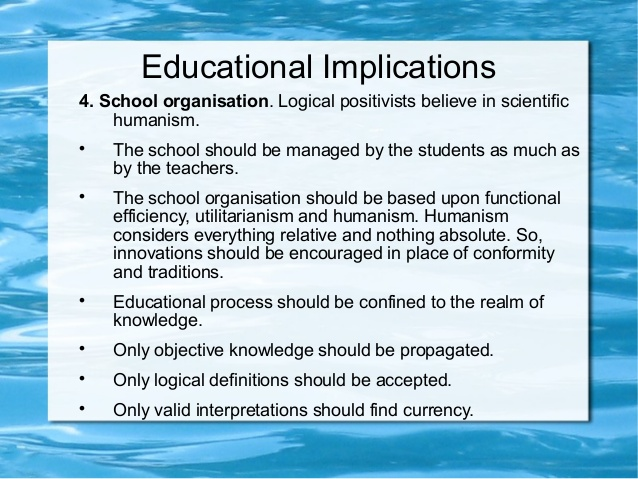 Educational Implications
4. School organisation. Logical positivists believe in scientific
humanism.
• The school should be managed by the students as much as
by the teachers.
• The school organisation should be based upon functional
efficiency, utilitarianism and humanism. Humanism
considers everything relative and nothing absolute. So,
innovations should be encouraged in place of conformity
and traditions.
• Educational process should be confined to the realm of
knowledge.
• Only objective knowledge should be propagated.
• Only logical definitions should be accepted.
• Only valid interpretations should find currency.